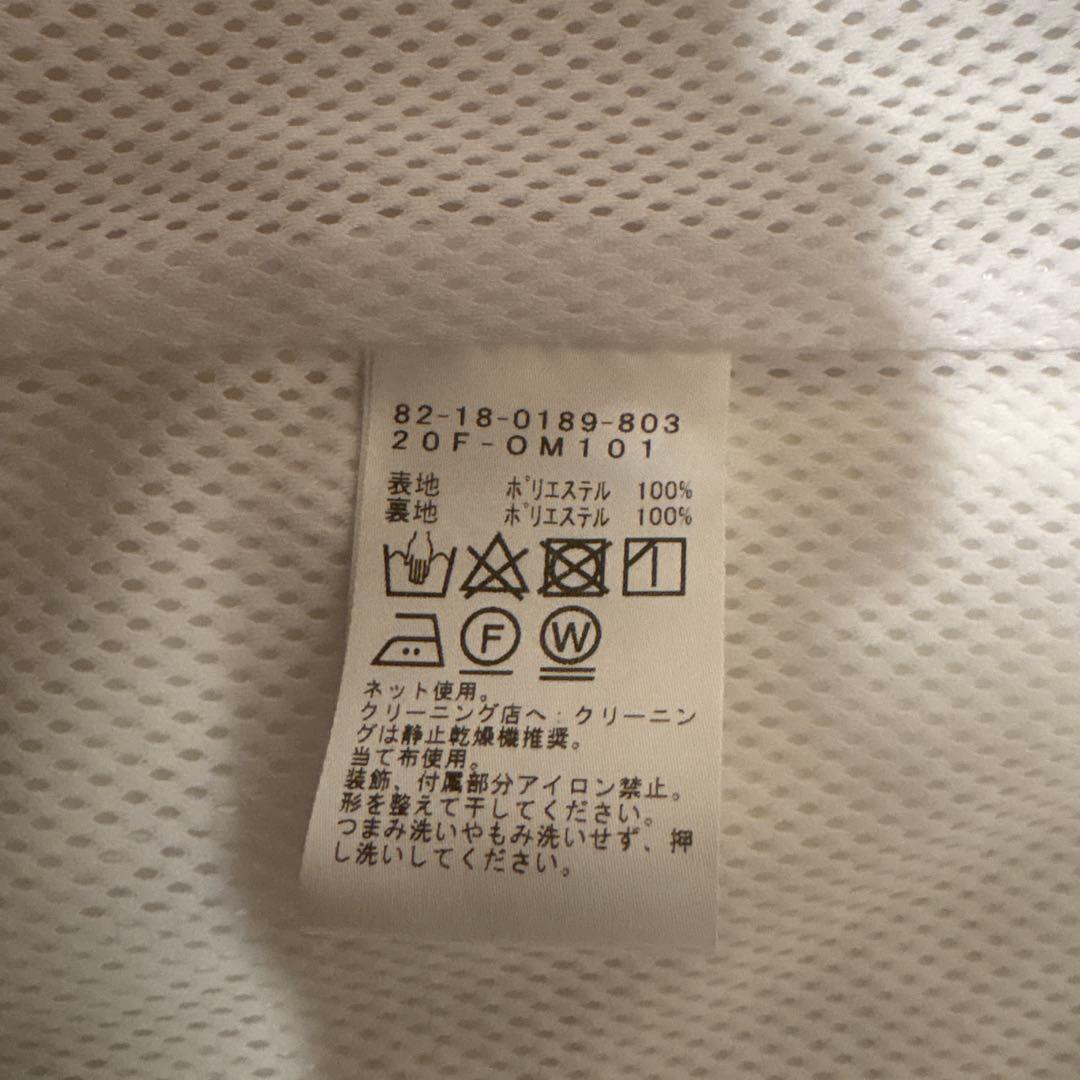 82-18-0189-803
20F-OM101
表地 ポリエステル 100%
裏地 ポリエステル 100%
F W
ネット使用。
クリーニング店へ：クリーニン
グは静止乾燥機推奨。
当て布使用。
装飾、付属部分アイロン禁止。
形を整えて干してください。
つまみ洗いやもみ洗いせず、押
し洗いしてください。